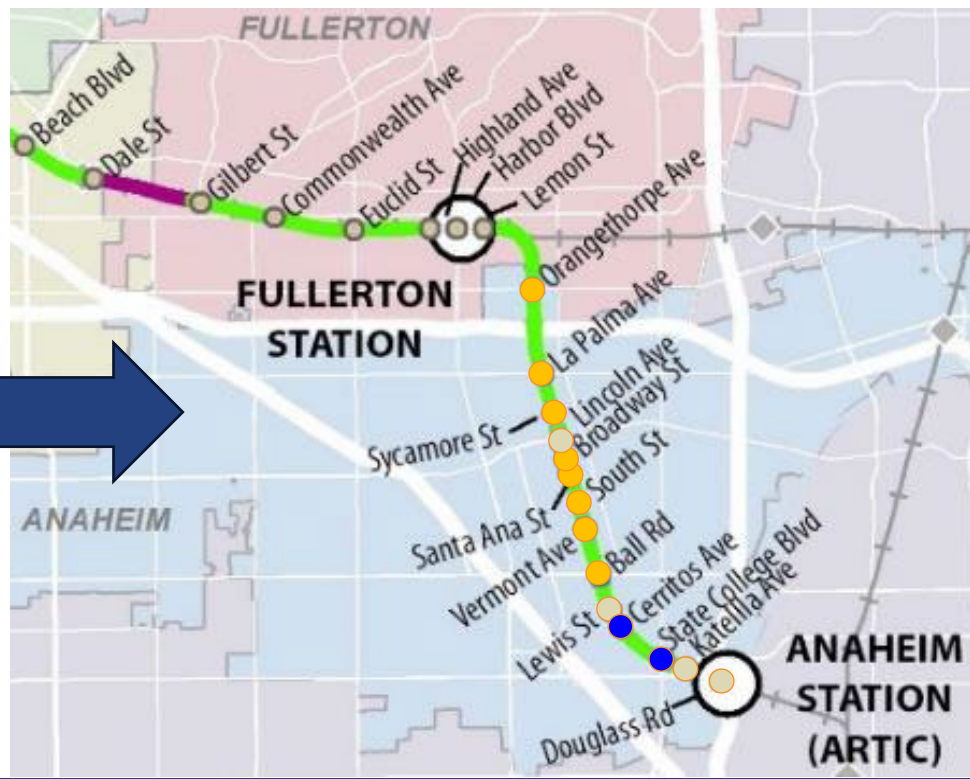 FULLERTON
Beach Blvd
Dale St
Gilbert St
Commonwealth Ave
Euclid St
Highland Ave
Harbor Blvd
Lemon St
Orangethorpe Ave
FULLERTON
STATION
La Palma Ave
Sycamore St
Lincoln Ave
Broadway St
ANAHEIM
Santa Ana St
South St
Vermont Ave
Ball Rd
Lewis St
Cerritos Ave
State College Blvd
Katella Ave
Douglass Rd
ANAHEIM
STATION
(ARTIC)